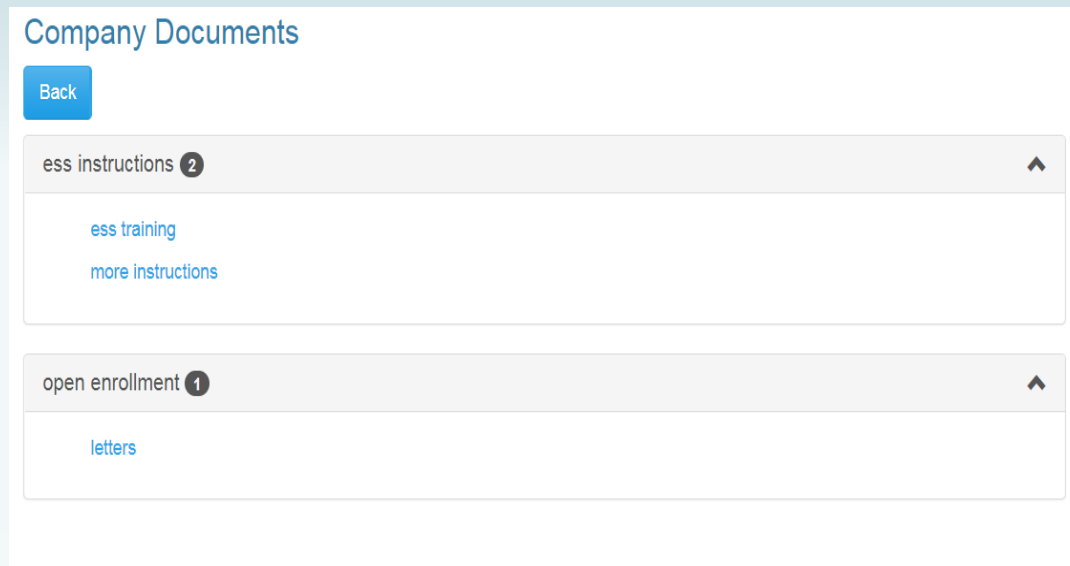 Company Documents
Back
ess instructions 2
ess training
more instructions
open enrollment 1
letters